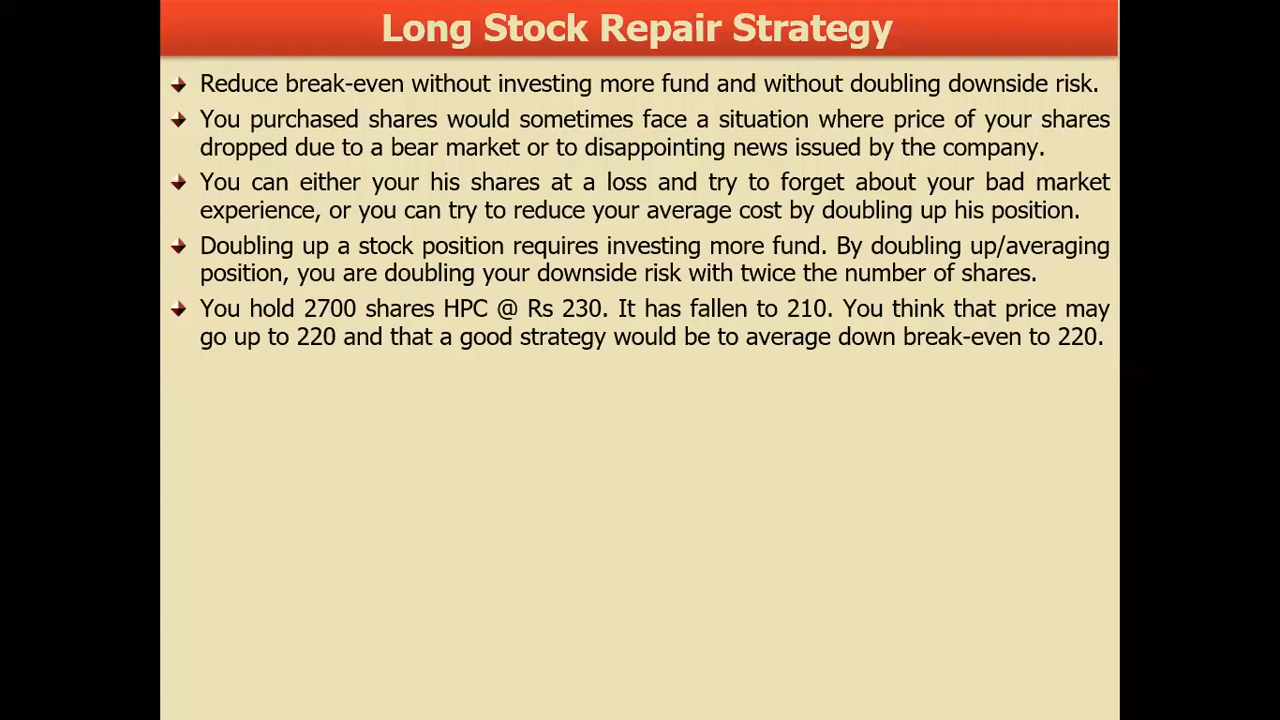 Long Stock Repair Strategy
Reduce break-even without investing more fund and without doubling downside risk.
You purchased shares would sometimes face a situation where price of your shares
dropped due to a bear market or to disappointing news issued by the company.
You can either your his shares at a loss and try to forget about your bad market
experience, or you can try to reduce your average cost by doubling up his position.
Doubling up a stock position requires investing more fund. By doubling up/averaging
position, you are doubling your downside risk with twice the number of shares.
You hold 2700 shares HPC @ Rs 230. It has fallen to 210. You think that price may
go up to 220 and that a good strategy would be to average down break-even to 220.